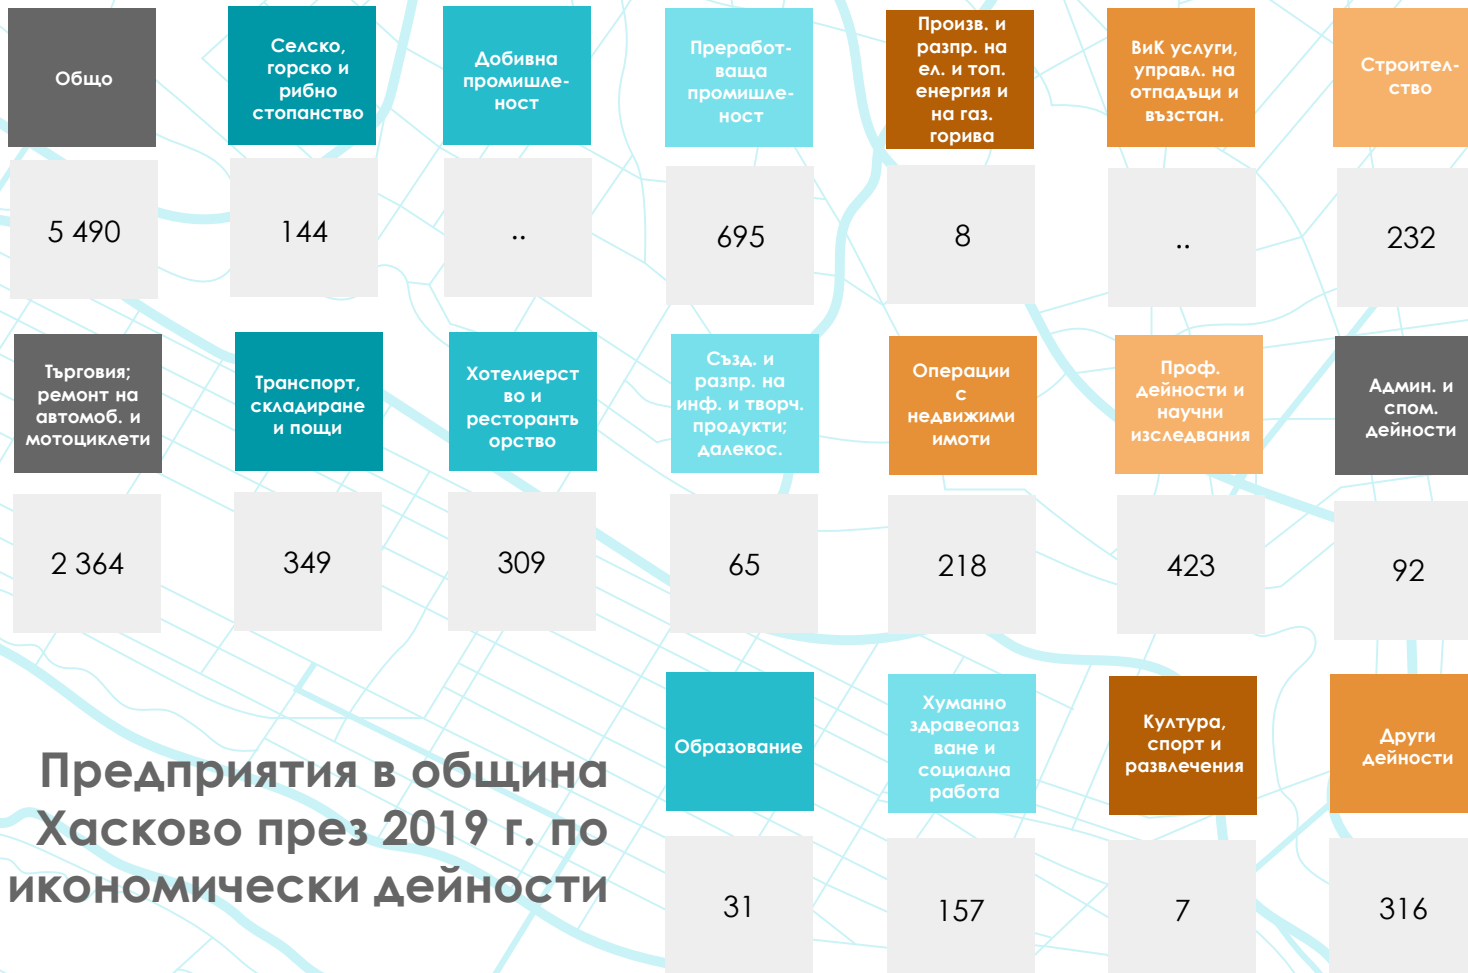 Общо
Селско,
горско и
рибно
стопанство
Добивна
промишле-
ност
Преработ-
ваща
промишле-
ност
Произв. и
разпр. на
ел. и топ.
енергия и
на газ.
горива
ВиК услуги,
управл. на
отпадъци и
възстан.
Строител-
ство
5 490
144
..
695
8
..
232
Търговия;
ремонт на
автомоб. и
мотоциклети
Транспорт,
складиране
и пощи
Хотелиерст
во и
ресторантъ
орство
Създ. и
разпр. на
инф. и творч.
продукти;
далекос.
Операции
с
недвижими
имоти
Проф.
дейности и
научни
изследвания
Админ. и
спом.
дейности
2 364
349
309
65
218
423
92
Образование
Хуманно
здравеопаз
ване и
социална
работа
Култура,
спорт и
развлечения
Други
дейности
31
157
7
316
Предприятия в община
Хасково през 2019 г. по
икономически дейности